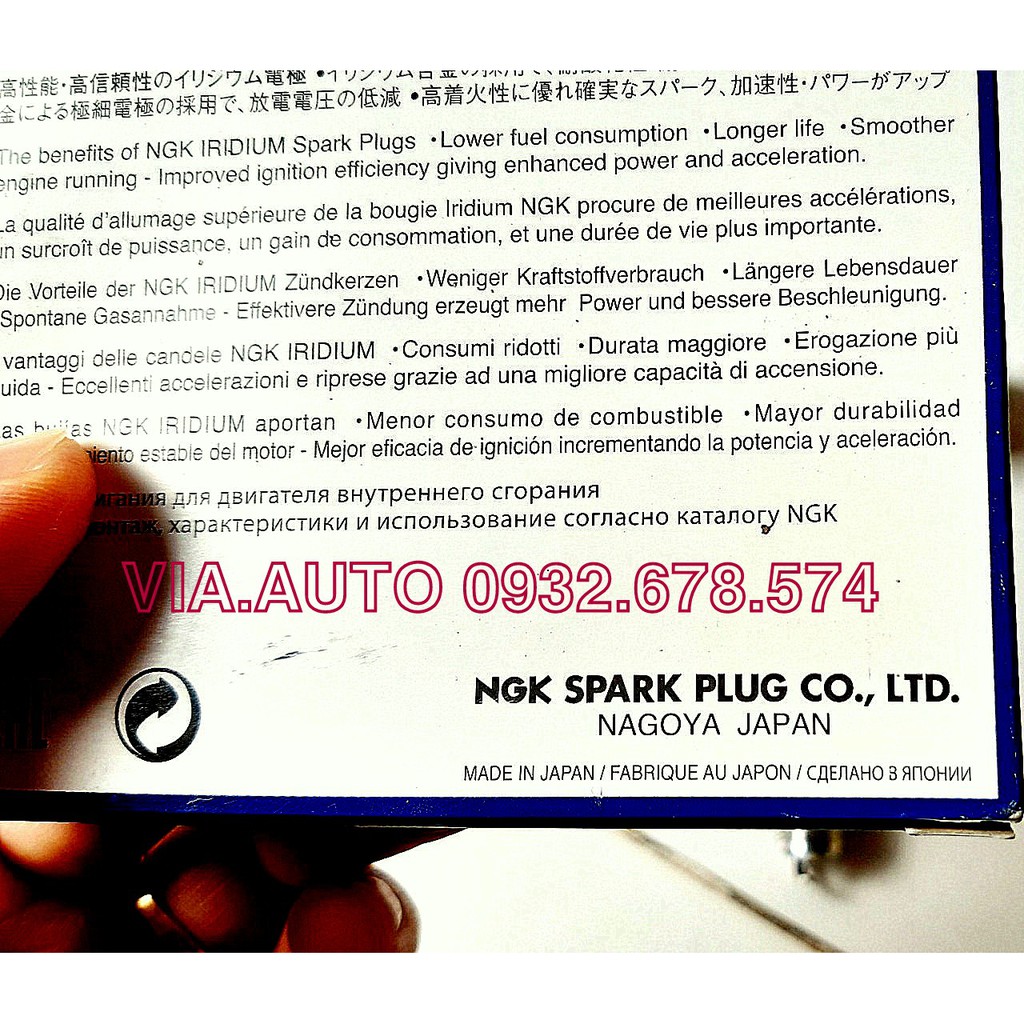 高性能・高信頼性のイリジウム電極 •イリジウム合金の採用で、
金による極細電極の採用で、放電電圧の低減 •高着火性に優れ確実なスパーク、加速性・パワーがアップ
The benefits of NGK IRIDIUM Spark Plugs •Lower fuel consumption •Longer life •Smoother
engine running - Improved ignition efficiency giving enhanced power and acceleration.
La qualité d'allumage supérieure de la bougie Iridium NGK procure de meilleures accélérations,
un surcroît de puissance, un gain de consommation, et une durée de vie plus importante.
Die Vorteile der NGK IRIDIUM Zündkerzen •Weniger Kraftstoffverbrauch •Längere Lebensdauer
Spontane Gasannahme - Effektivere Zündung erzeugt mehr Power und bessere Beschleunigung.
vantaggi delle candele NGK IRIDIUM •Consumi ridotti •Durata maggiore •Erogazione più
uida - Eccellenti accelerazioni e riprese grazie ad una migliore capacità di accensione.
as bujías NGK IRIDIUM aportan •Menor consumo de combustible •Mayor durabilidad
miento estable del motor - Mejor eficacia de ignición incrementando la potencia y aceleración.
игания для двигателя внутреннего сгорания
онтаж, характеристики и использование согласно каталогу NGK
VIA.AUTO 0932.678.574
NGK SPARK PLUG CO., LTD.
NAGOYA JAPAN
MADE IN JAPAN / FABRIQUE AU JAPON / СДЕЛАНО В ЯПОНИИ